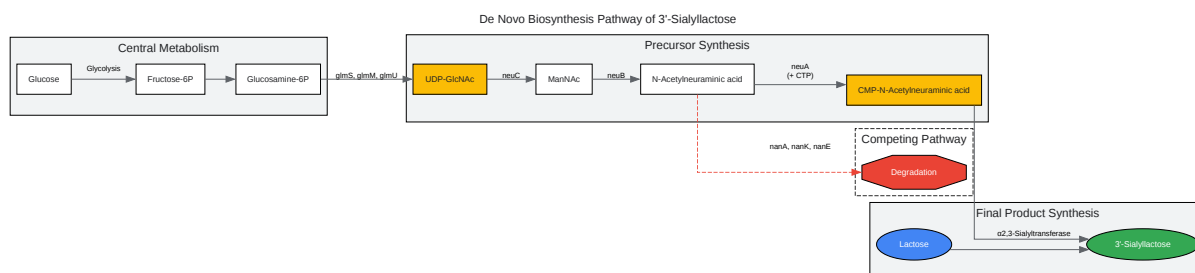 De Novo Biosynthesis Pathway of 3'-Sialyllactose
Central Metabolism
Glucose
Glycolysis
Fructose-6P
Glucosamine-6P
glmS, glmM, glmU
Precursor Synthesis
UDP-GlcNAc
neuC
ManNAc
neuB
N-Acetylneuraminic acid
neuA
(+ CTP)
CMP-N-Acetylneuraminic acid
Competing Pathway
nanA, nanK, nanE
Degradation
Final Product Synthesis
Lactose
α2,3-Sialyltransferase
3'-Sialyllactose